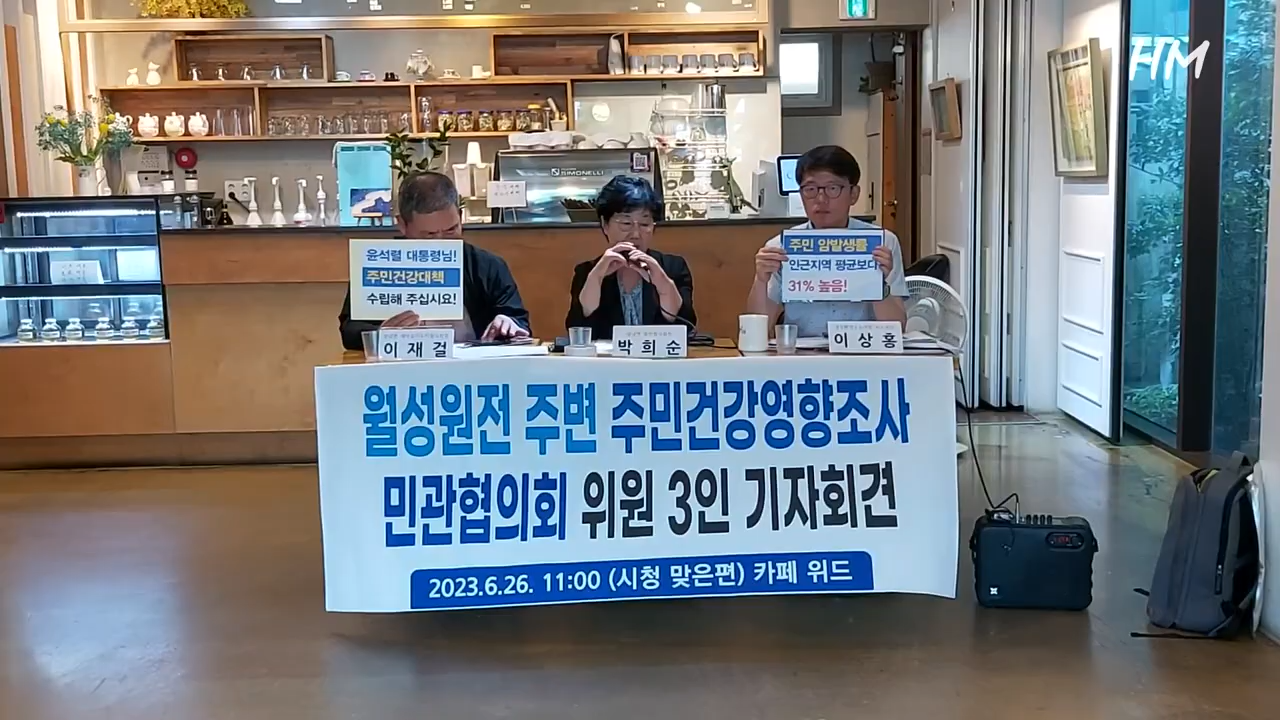 HM
SIMONELLI
윤석렬 대통령님!
주민건강대책
수립해 주십시요!
주민 암발생률
인근지역 평균보다
31% 높음!
이재걸
박희순
이상홍
월성원전 주변 주민건강영향조사
민관협의회 위원 3인 기자회견
2023.6.26. 11:00 (시청 맞은편) 카페 위드